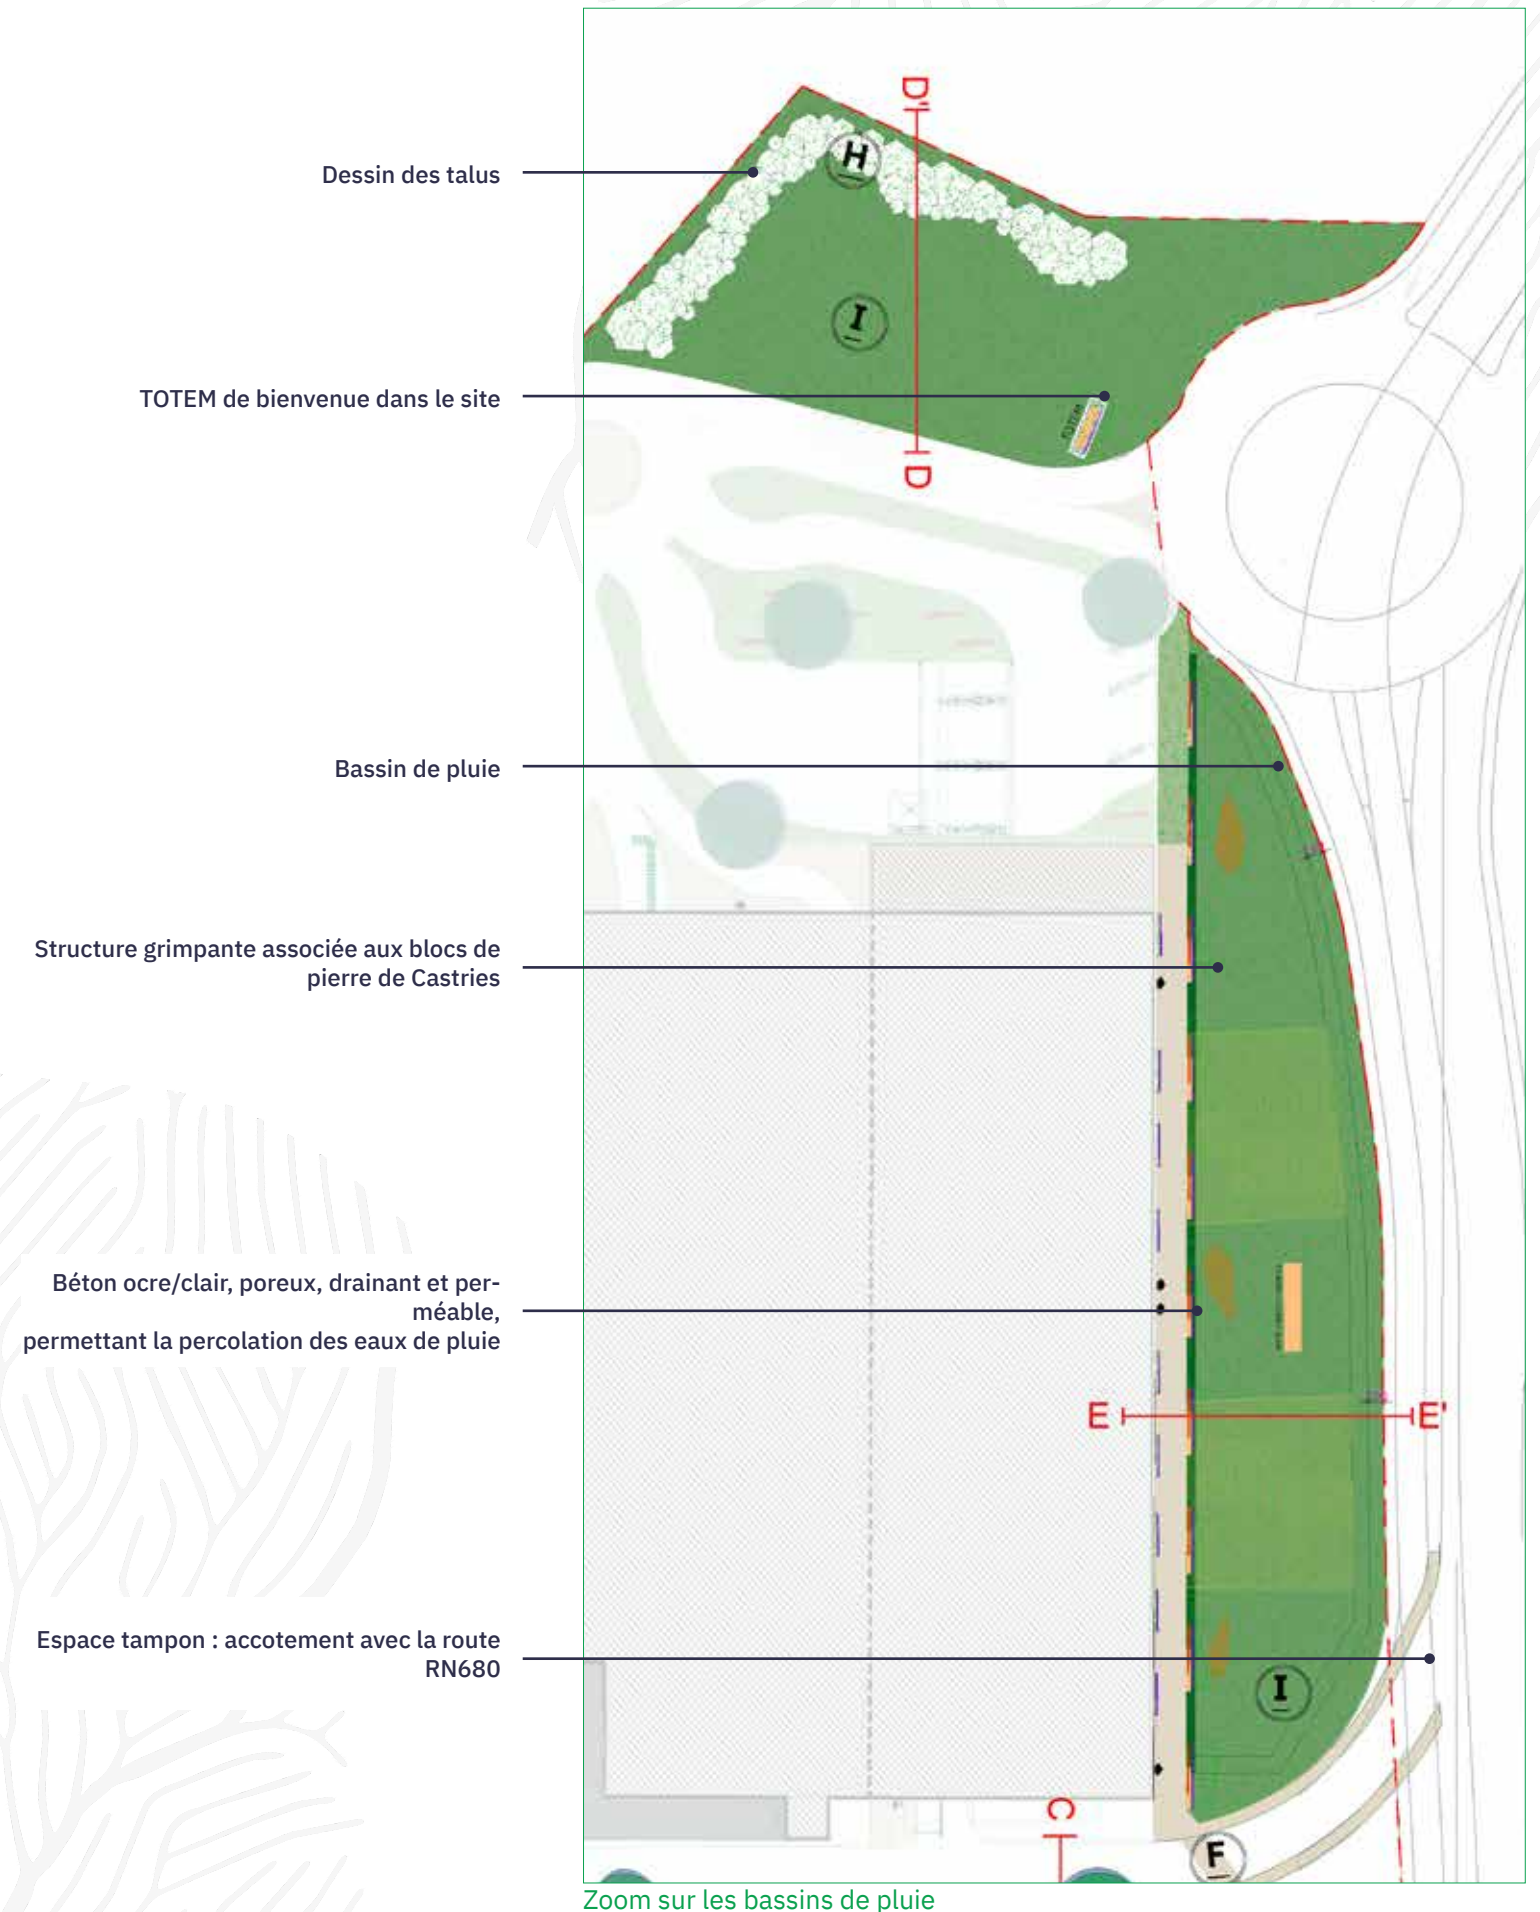 D'
H
Dessin des talus
I
TOTEM de bienvenue dans le site
TOTEM
D
Bassin de pluie
Structure grimpante associée aux blocs de
pierre de Castries
Béton ocre/clair, poreux, drainant et per-
méable,
permettant la percolation des eaux de pluie
E
E'
Espace tampon : accotement avec la route
RN680
I
C
F
Zoom sur les bassins de pluie